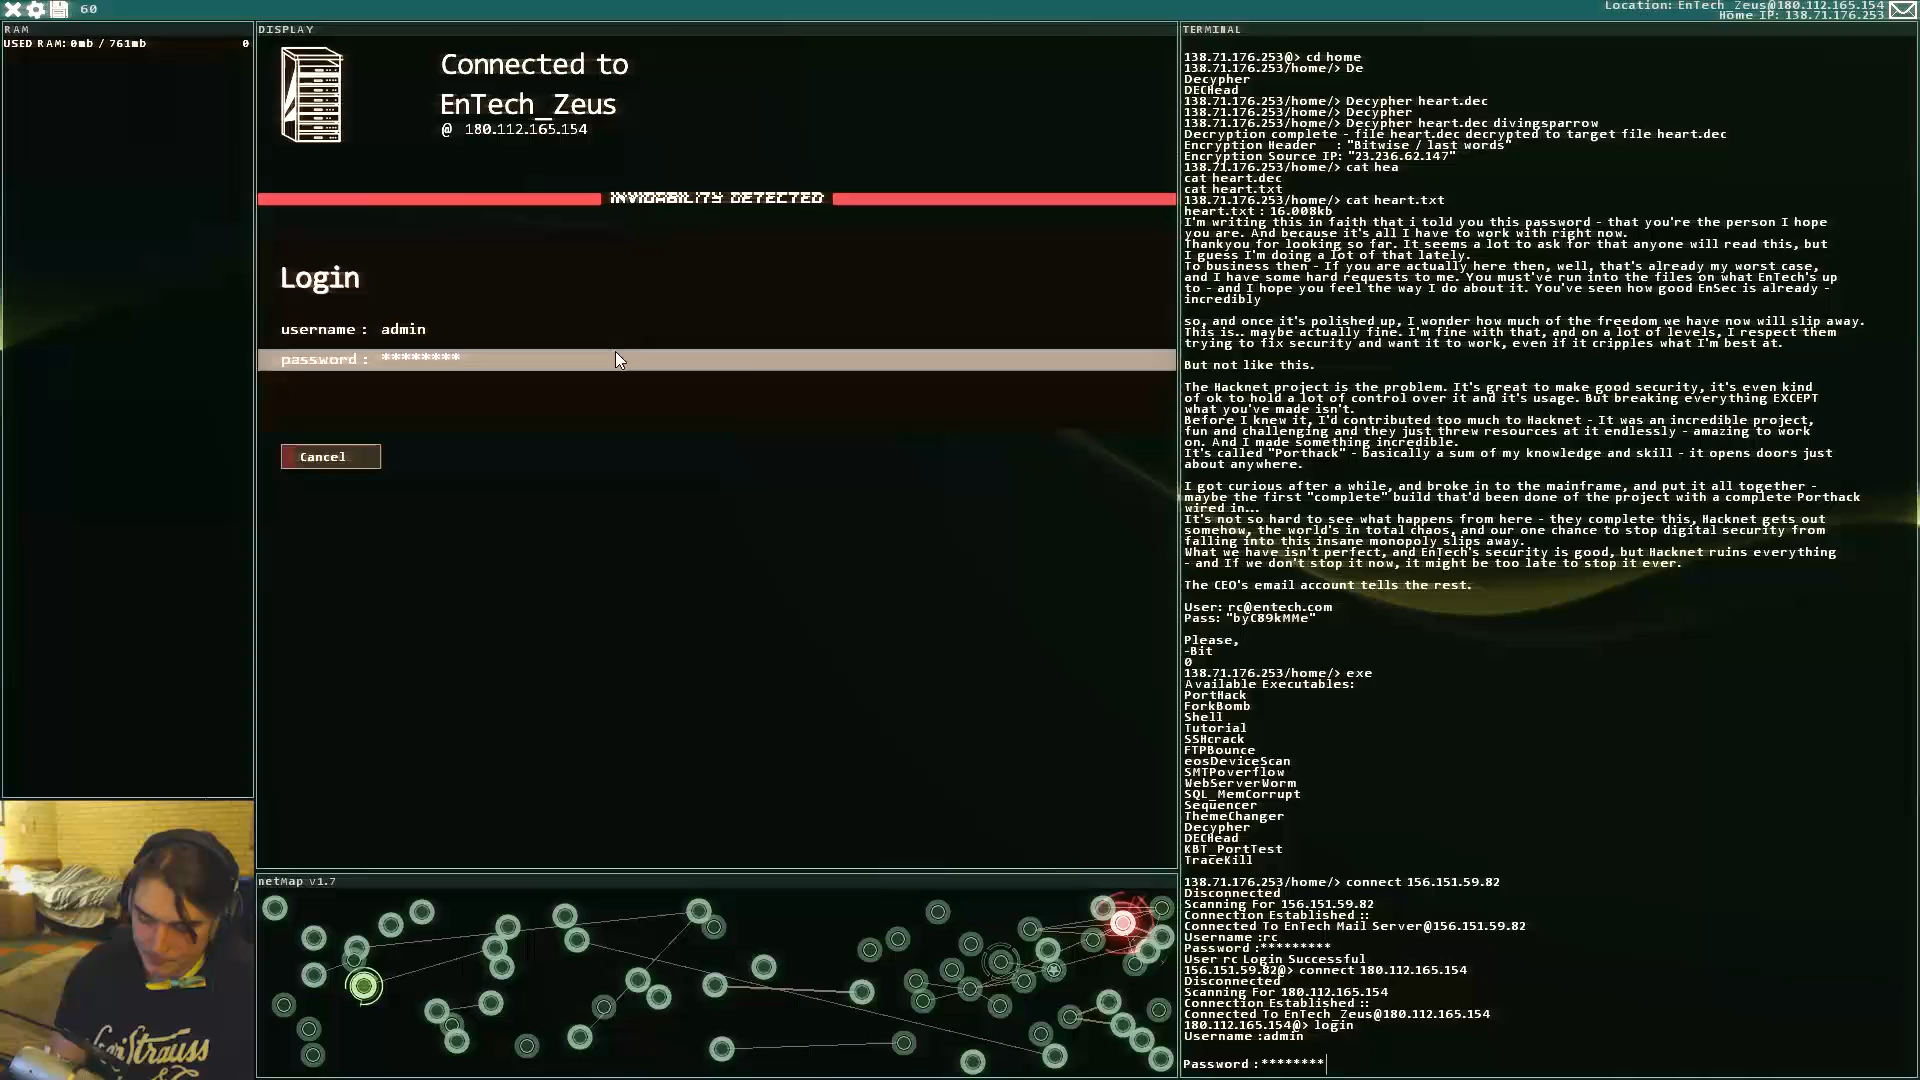 60
Location: EnTech_Zeus@180.112.165.154
Home IP: 138.71.176.253
RAM
USED RAM: 0mb / 761mb 0
DISPLAY
Connected to
EnTech_Zeus
@ 180.112.165.154
INVIOABILITY DETECTED
Login
username : admin
password : ********
Cancel
netMap v1.7
TERMINAL
138.71.176.253@> cd home
138.71.176.253/home/> De
Decypher
DECHead
138.71.176.253/home/> Decypher heart.dec
138.71.176.253/home/> Decypher
138.71.176.253/home/> Decypher heart.dec divingsparrow
Decryption complete - file heart.dec decrypted to target file heart.dec
Encryption Header : "Bitwise / last words"
Encryption Source IP: "23.236.62.147"
138.71.176.253/home/> cat hea
cat heart.dec
cat heart.txt
138.71.176.253/home/> cat heart.txt
heart.txt : 16.008kb
I'm writing this in faith that i told you this password - that you're the person I hope
you are. And because it's all I have to work with right now.
Thankyou for looking so far. It seems a lot to ask for that anyone will read this, but
I guess I'm doing a lot of that lately.
To business then - If you are actually here then, well, that's already my worst case,
and I have some hard requests to me. You must've run into the files on what EnTech's up
to - and I hope you feel the way I do about it. You've seen how good EnSec is already -
incredibly
so, and once it's polished up, I wonder how much of the freedom we have now will slip away.
This is.. maybe actually fine. I'm fine with that, and on a lot of levels, I respect them
trying to fix security and want it to work, even if it cripples what I'm best at.
But not like this.
The Hacknet project is the problem. It's great to make good security, it's even kind
of ok to hold a lot of control over it and it's usage. But breaking everything EXCEPT
what you've made isn't.
Before I knew it, I'd contributed too much to Hacknet - It was an incredible project,
fun and challenging and they just threw resources at it endlessly - amazing to work
on. And I made something incredible.
It's called "Porthack" - basically a sum of my knowledge and skill - it opens doors just
about anywhere.
I got curious after a while, and broke in to the mainframe, and put it all together -
maybe the first "complete" build that'd been done of the project with a complete Porthack
wired in...
It's not so hard to see what happens from here - they complete this, Hacknet gets out
somehow, the world's in total chaos, and our one chance to stop digital security from
falling into this insane monopoly slips away.
What we have isn't perfect, and EnTech's security is good, but Hacknet ruins everything
- and If we don't stop it now, it might be too late to stop it ever.
The CEO's email account tells the rest.
User: rc@entech.com
Pass: "byC89kMMe"
Please,
-Bit
0
138.71.176.253/home/> exe
Available Executables:
PortHack
ForkBomb
Shell
Tutorial
SSHcrack
FTPBounce
eosDeviceScan
SMTPoverflow
WebServerWorm
SQL_MemCorrupt
Sequencer
ThemeChanger
Decypher
DECHead
KBT_PortTest
TraceKill
138.71.176.253/home/> connect 156.151.59.82
Disconnected
Scanning For 156.151.59.82
Connection Established ::
Connected To EnTech Mail Server@156.151.59.82
Username :rc
Password :*********
User rc Login Successful
156.151.59.82@> connect 180.112.165.154
Disconnected
Scanning For 180.112.165.154
Connection Established ::
Connected To EnTech_Zeus@180.112.165.154
180.112.165.154@> login
Username :admin
Password :********
Levi Strauss